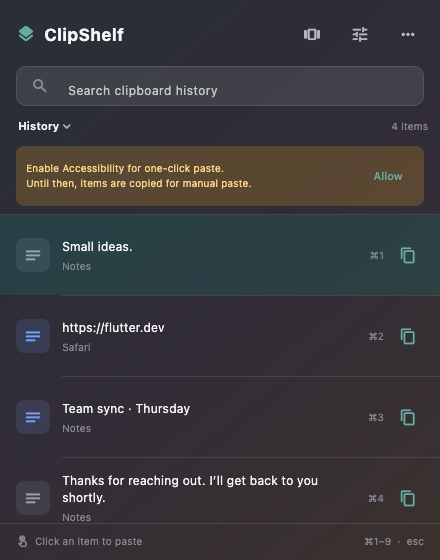 ClipShelf
Search clipboard history
History
4 items
Enable Accessibility for one-click paste.
Until then, items are copied for manual paste.
Allow
Small ideas.
Notes
⌘1
https://flutter.dev
Safari
⌘2
Team sync · Thursday
Notes
⌘3
Thanks for reaching out. I’ll get back to you
shortly.
Notes
⌘4
Click an item to paste
⌘1–9 · esc